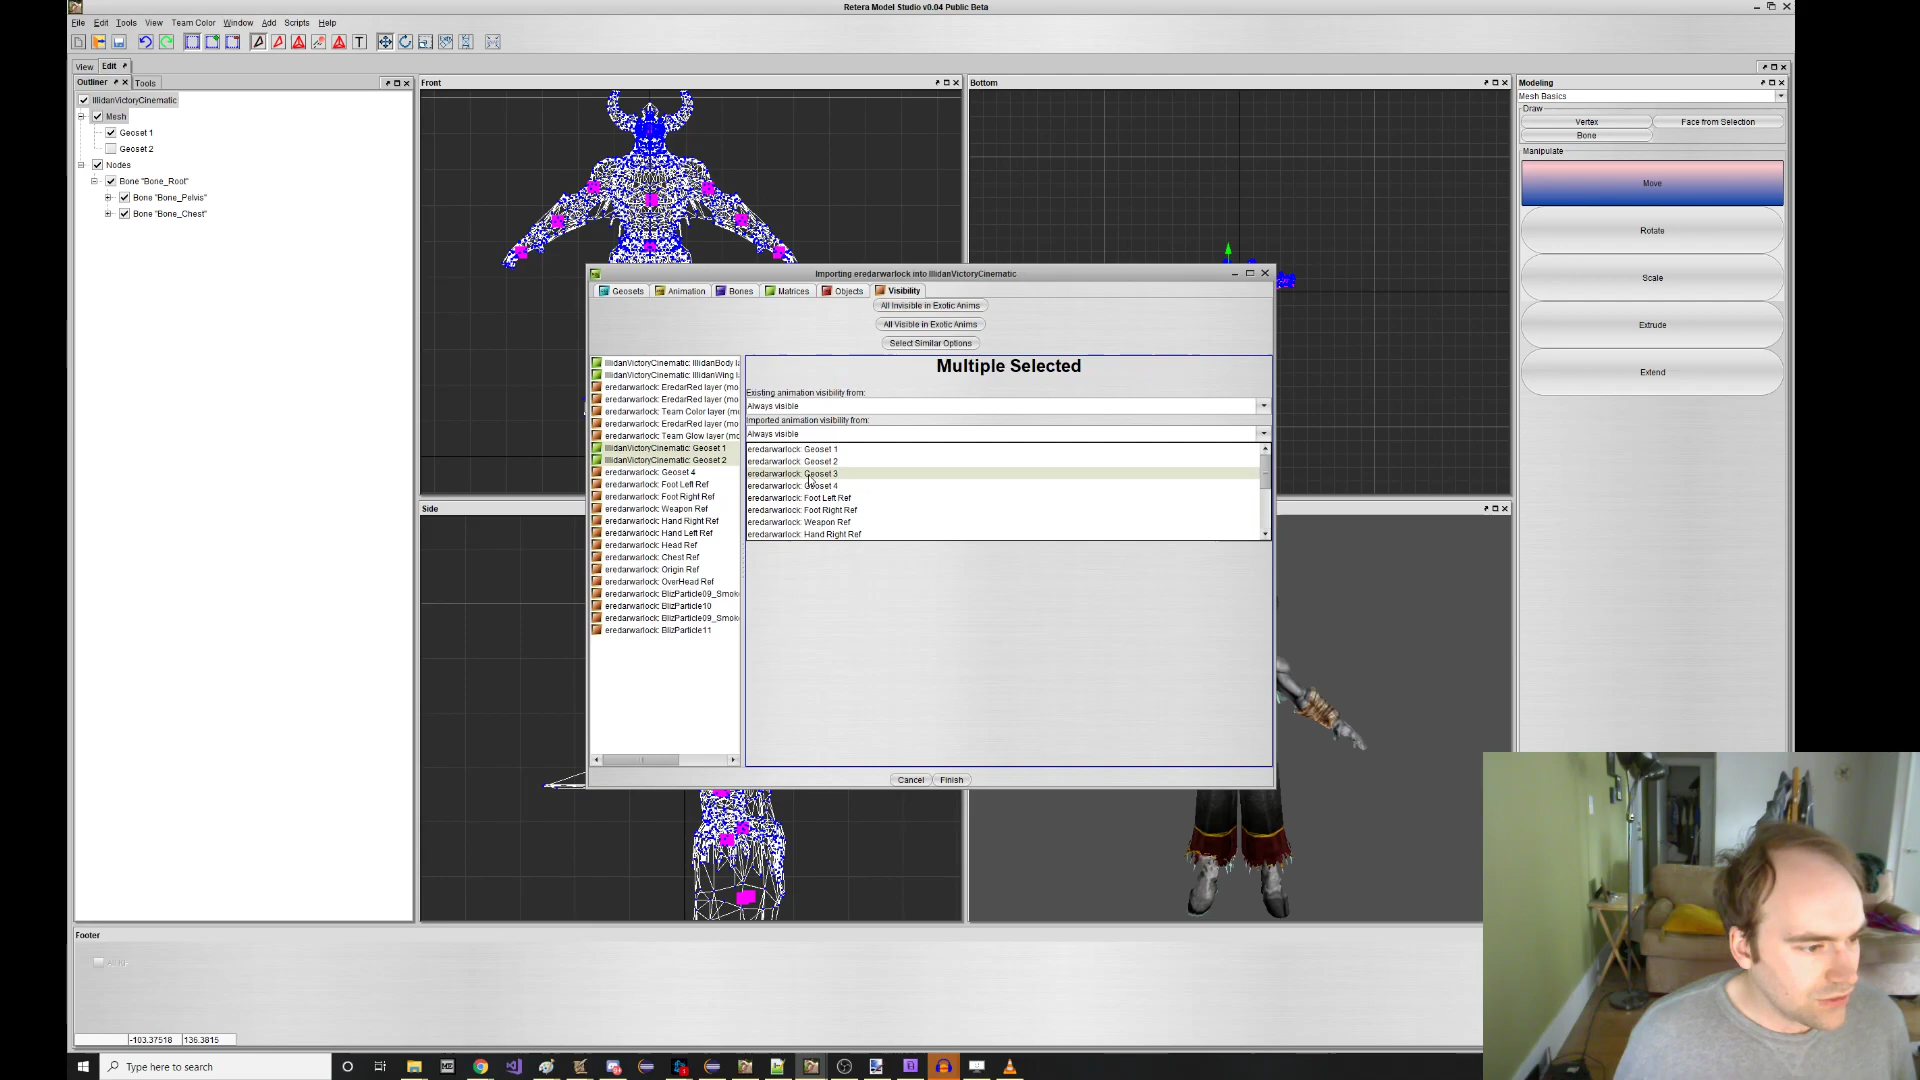 Retera Model Studio v0.04 Public Beta
File Edit Tools View Team Color Window Add Scripts Help
View Edit
Outliner Tools
IllidanVictoryCinematic
Mesh
Geoset 1
Geoset 2
Nodes
Bone "Bone_Root"
Bone "Bone_Pelvis"
Bone "Bone_Chest"
Front
Bottom
Side
Modeling
Mesh Basics
Draw
Vertex
Face from Selection
Bone
Manipulate
Move
Rotate
Scale
Extrude
Extend
Importing eredarwarlock into IllidanVictoryCinematic
Geosets Animation Bones Matrices Objects Visibility
All Invisible in Exotic Anims
All Visible in Exotic Anims
Select Similar Options
IllidanVictoryCinematic: IllidanBody la
IllidanVictoryCinematic: IllidanWing l
eredarwarlock: EredarRed layer (mo
eredarwarlock: EredarRed layer (mo
eredarwarlock: Team Color layer (m
eredarwarlock: EredarRed layer (mo
eredarwarlock: Team Glow layer (mo
IllidanVictoryCinematic: Geoset 1
IllidanVictoryCinematic: Geoset 2
eredarwarlock: Geoset 4
eredarwarlock: Foot Left Ref
eredarwarlock: Foot Right Ref
eredarwarlock: Weapon Ref
eredarwarlock: Hand Right Ref
eredarwarlock: Hand Left Ref
eredarwarlock: Head Ref
eredarwarlock: Chest Ref
eredarwarlock: Origin Ref
eredarwarlock: OverHead Ref
eredarwarlock: BlizParticle09_Smok
eredarwarlock: BlizParticle10
eredarwarlock: BlizParticle09_Smok
eredarwarlock: BlizParticle11
Multiple Selected
Existing animation visibility from:
Always visible
Imported animation visibility from:
Always visible
eredarwarlock: Geoset 1
eredarwarlock: Geoset 2
eredarwarlock: Geoset 3
eredarwarlock: Geoset 4
eredarwarlock: Foot Left Ref
eredarwarlock: Foot Right Ref
eredarwarlock: Weapon Ref
eredarwarlock: Hand Right Ref
Cancel Finish
Footer
-103.37518 136.3815
Type here to search